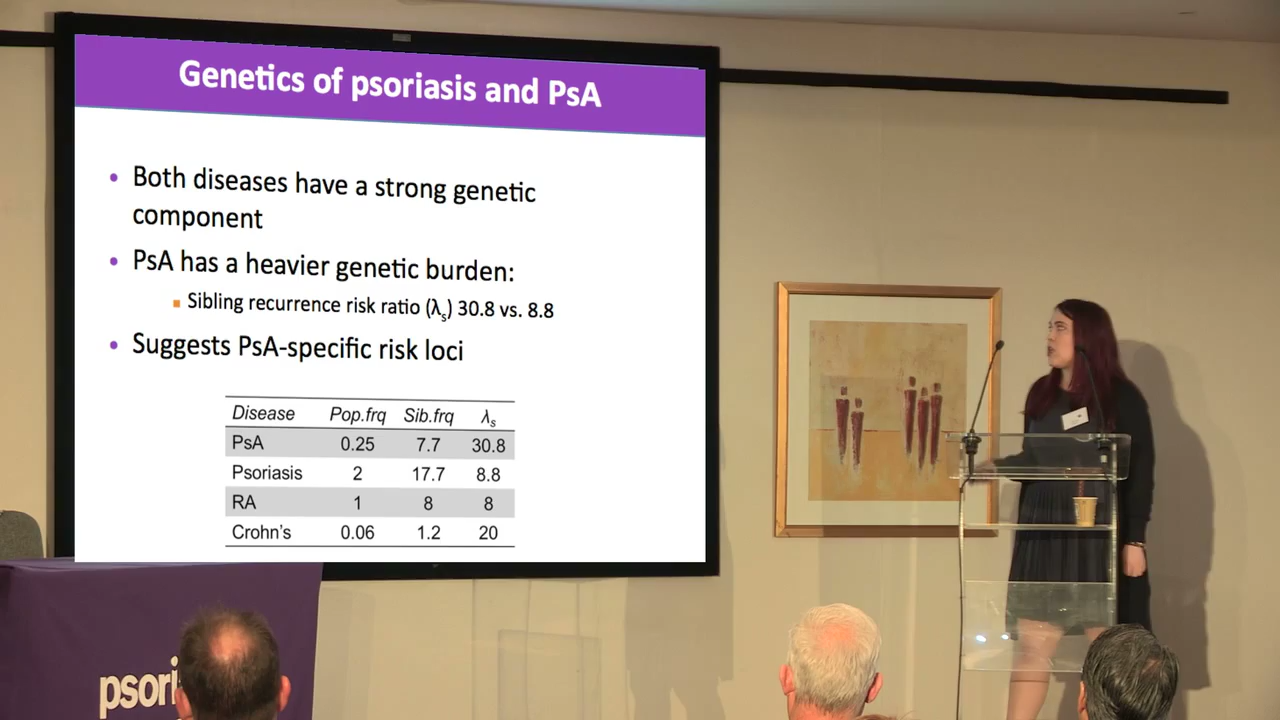 Genetics of psoriasis and PsA
• Both diseases have a strong genetic
component
• PsA has a heavier genetic burden:
▪ Sibling recurrence risk ratio (λs) 30.8 vs. 8.8
• Suggests PsA-specific risk loci
Disease Pop.frq Sib.frq λs
PsA 0.25 7.7 30.8
Psoriasis 2 17.7 8.8
RA 1 8 8
Crohn's 0.06 1.2 20
psori